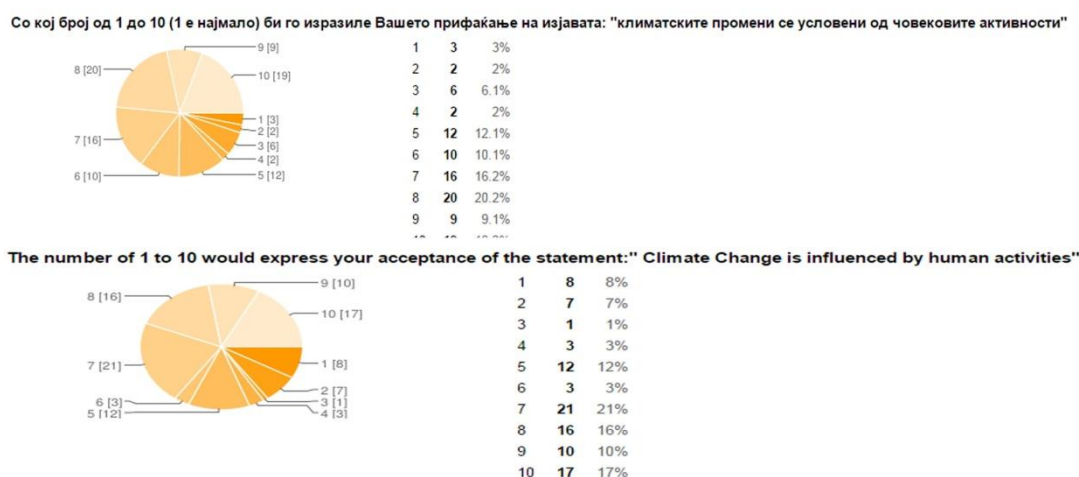 Со кој број од 1 до 10 (1 е најмало) би го изразиле Вашето прифаќање на изјавата: "климатските промени се условени од човековите активности"
9 [9]
8 [20]
10 [19]
1 [3]
2 [2]
7 [16]
3 [6]
4 [2]
6 [10]
5 [12]
1 3 3%
2 2 2%
3 6 6.1%
4 2 2%
5 12 12.1%
6 10 10.1%
7 16 16.2%
8 20 20.2%
9 9 9.1%
The number of 1 to 10 would express your acceptance of the statement:" Climate Change is influenced by human activities"
9 [10]
8 [16]
10 [17]
7 [21]
1 [8]
2 [7]
6 [3]
3 [1]
5 [12]
4 [3]
1 8 8%
2 7 7%
3 1 1%
4 3 3%
5 12 12%
6 3 3%
7 21 21%
8 16 16%
9 10 10%
10 17 17%